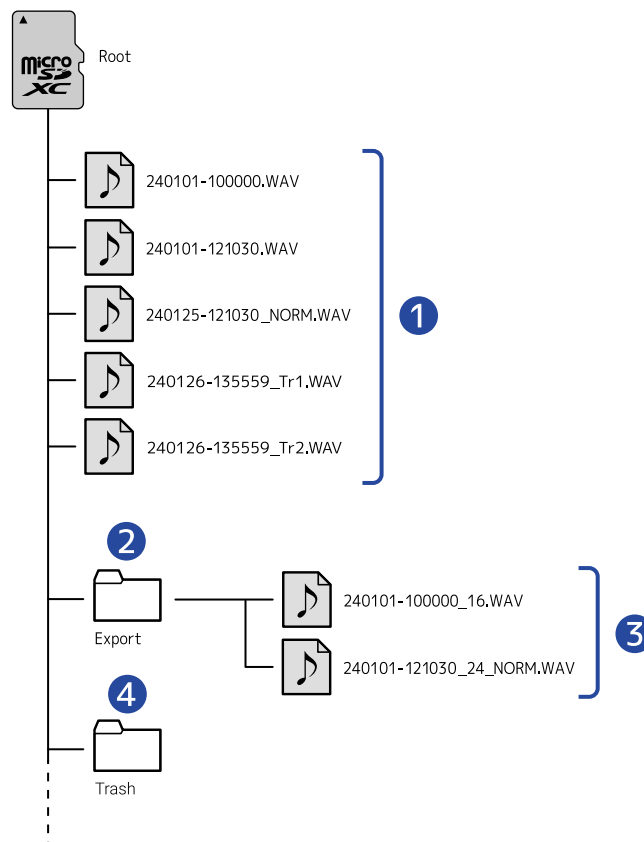 Micro
SD
XC
Root
240101-100000.WAV
240101-121030.WAV
240125-121030_NORM.WAV
240126-135559_Tr1.WAV
240126-135559_Tr2.WAV
1
2
Export
240101-100000_16.WAV
240101-121030_24_NORM.WAV
3
4
Trash